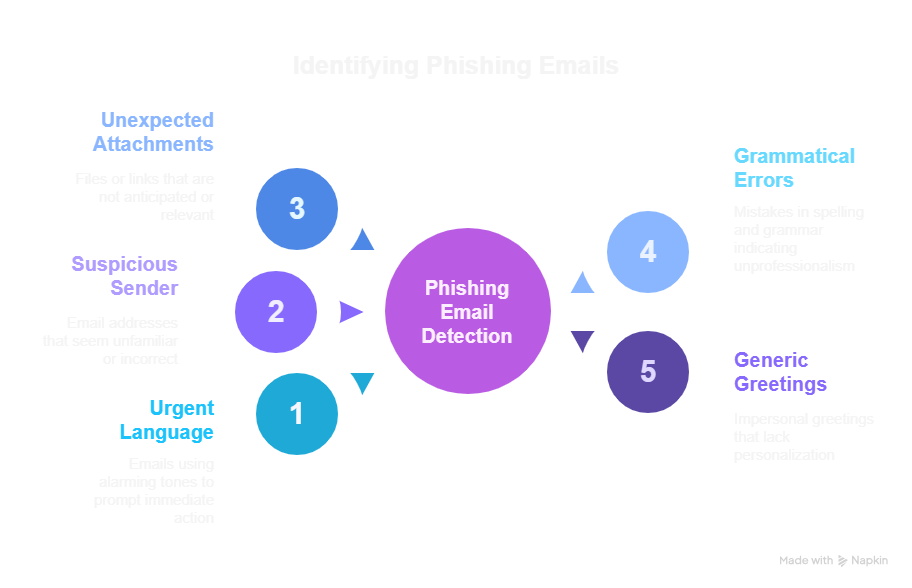 Identifying Phishing Emails
Unexpected
Attachments
Files or links that are
not anticipated or
relevant
3
Suspicious
Sender
Email addresses
that seem unfamiliar
or incorrect
2
Urgent
Language
Emails using
alarming tones to
prompt immediate
action
1
Phishing
Email
Detection
4
Grammatical
Errors
Mistakes in spelling
and grammar
indicating
unprofessionalism
5
Generic
Greetings
Impersonal greetings
that lack
personalization
Made with Napkin